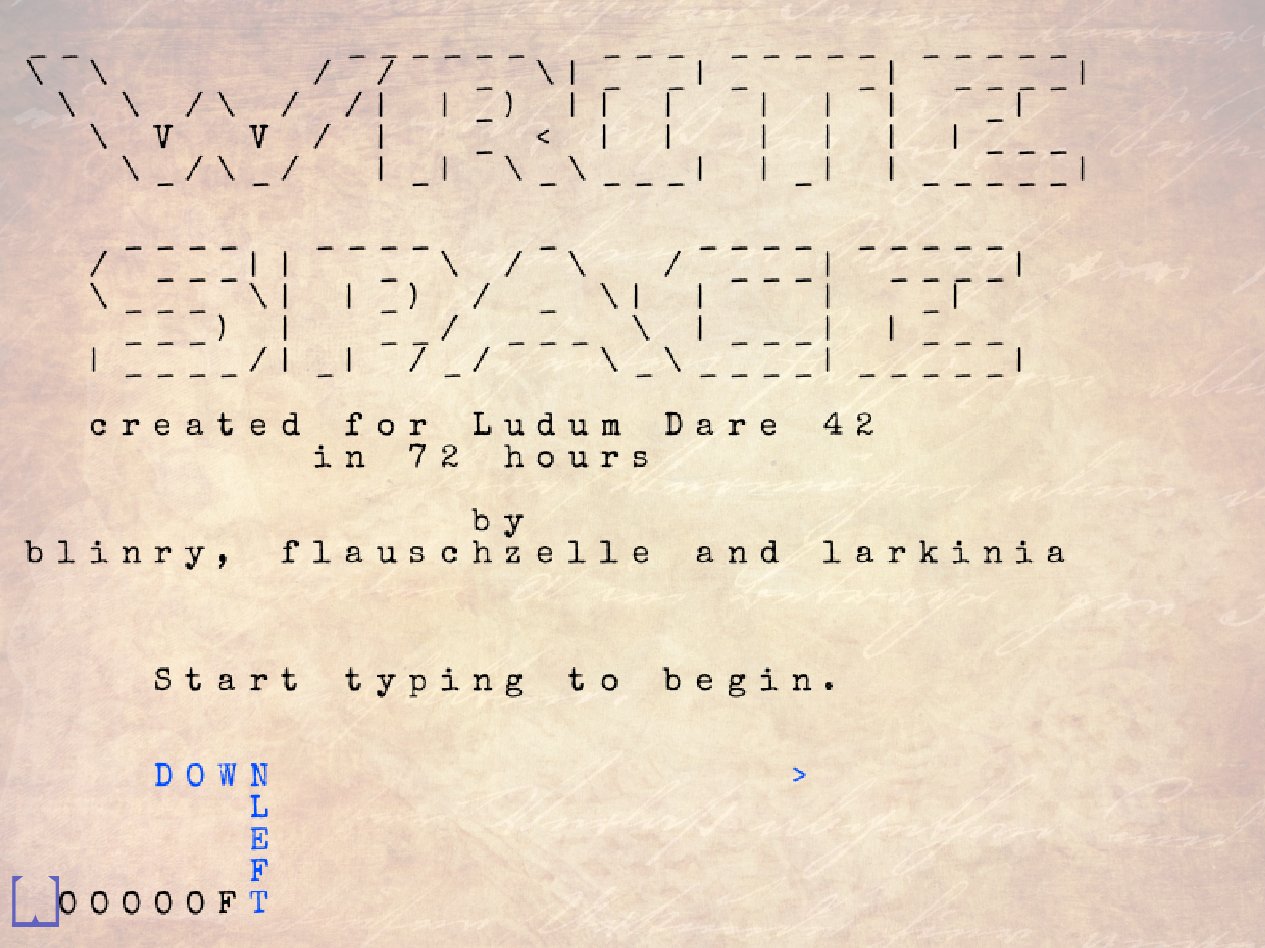 WROTE
SPACE
created for Ludum Dare 42
in 72 hours
by
blinry, flauschzelle and larkinia
Start typing to begin.
DOWN >
L
E
F
OOOOOFT